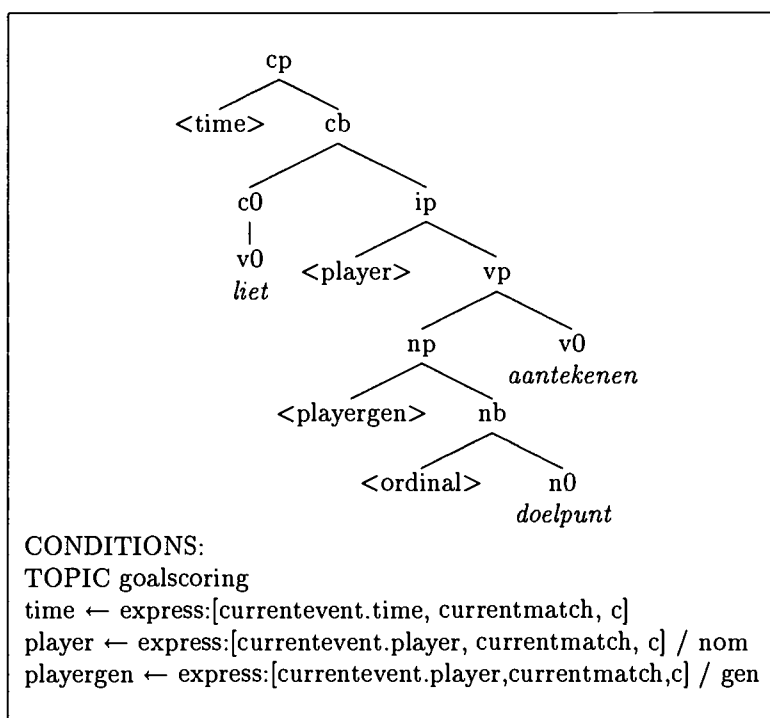 cp
<time> cb
c0 ip
v0 <player> vp
liet
np v0
aantekenen
<playergen> nb
<ordinal> n0
doelpunt
CONDITIONS:
TOPIC goalscoring
time ← express:[currentevent.time, currentmatch, c]
player ← express:[currentevent.player, currentmatch, c] / nom
playergen ← express:[currentevent.player,currentmatch,c] / gen